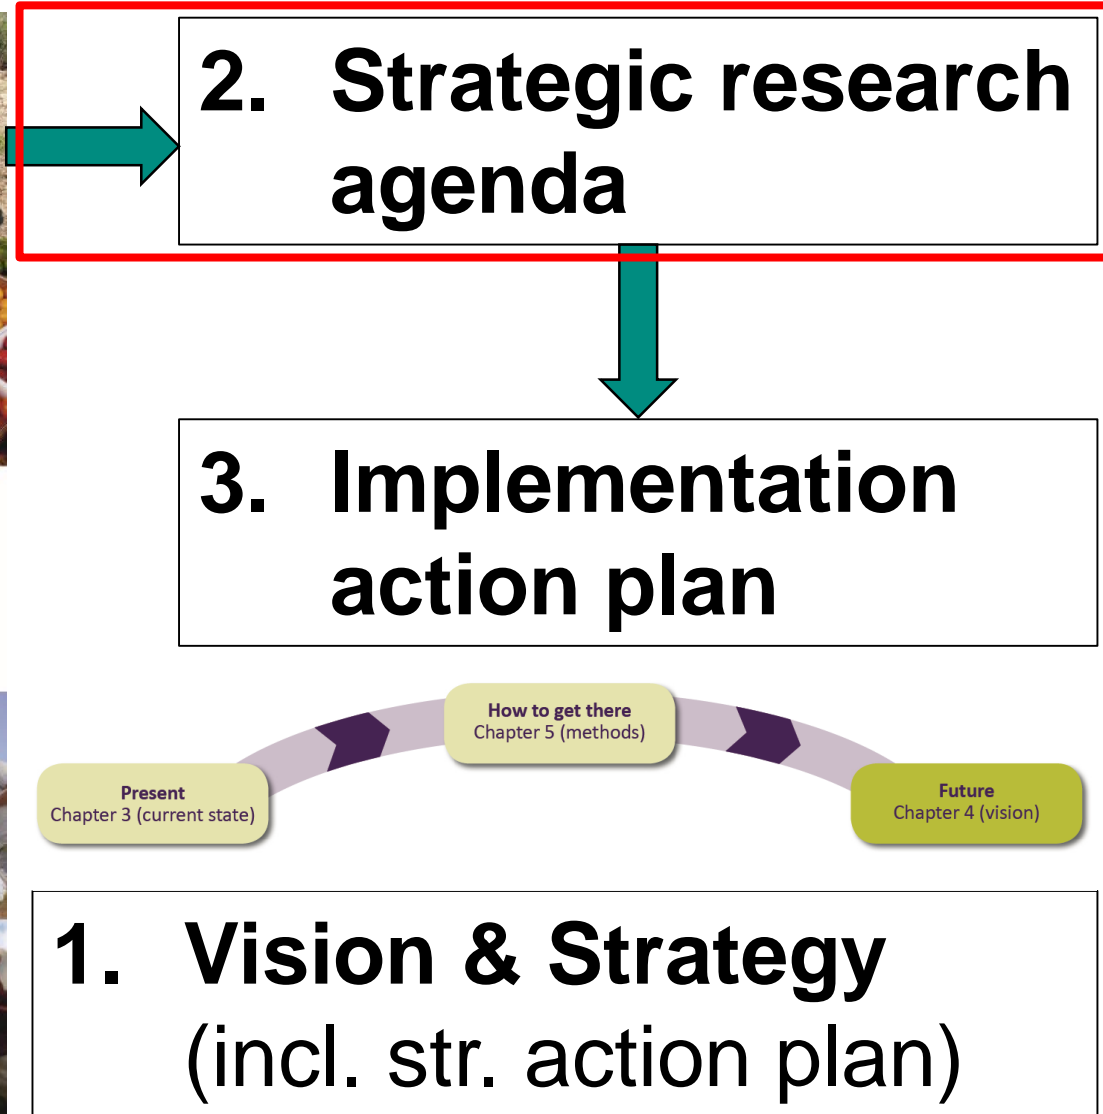 2. Strategic research
agenda
3. Implementation
action plan
How to get there
Chapter 5 (methods)
Present
Chapter 3 (current state)
Future
Chapter 4 (vision)
1. Vision & Strategy
(incl. str. action plan)